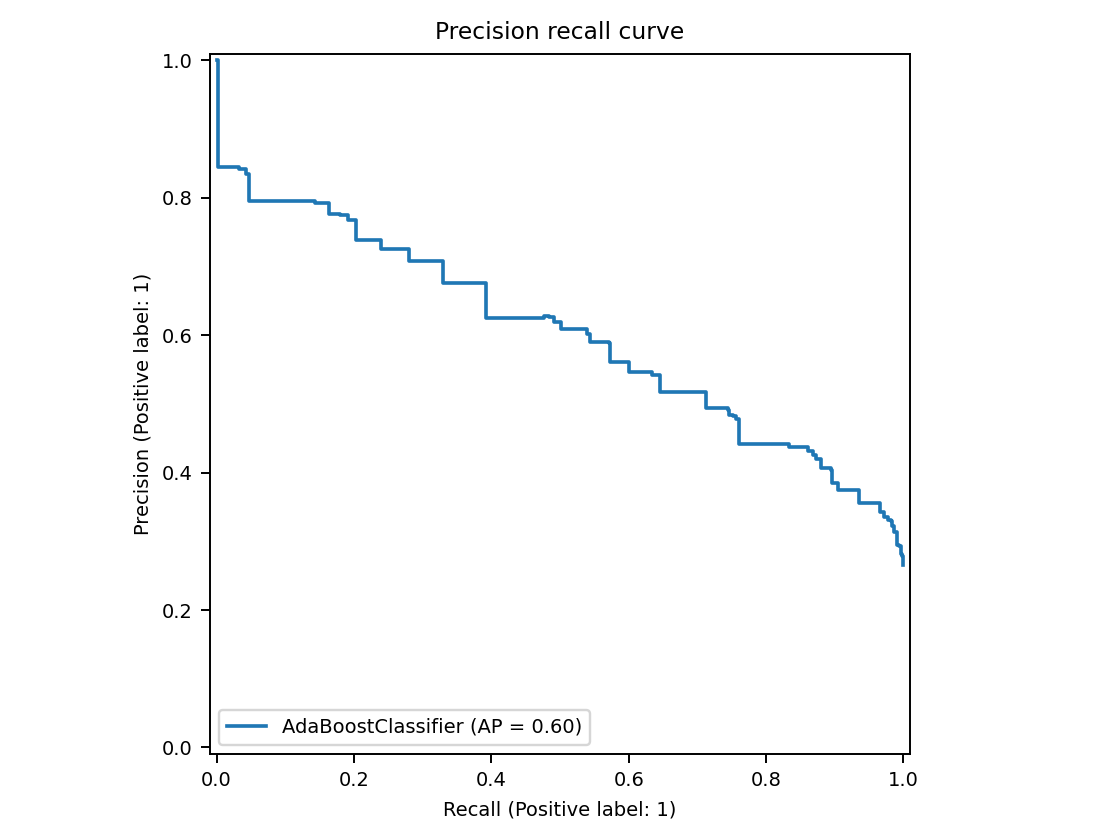 Precision recall curve
1.0
0.8
0.6
0.4
0.2
0.0
Precision (Positive label: 1)
AdaBoostClassifier (AP = 0.60)
0.0 0.2 0.4 0.6 0.8 1.0
Recall (Positive label: 1)